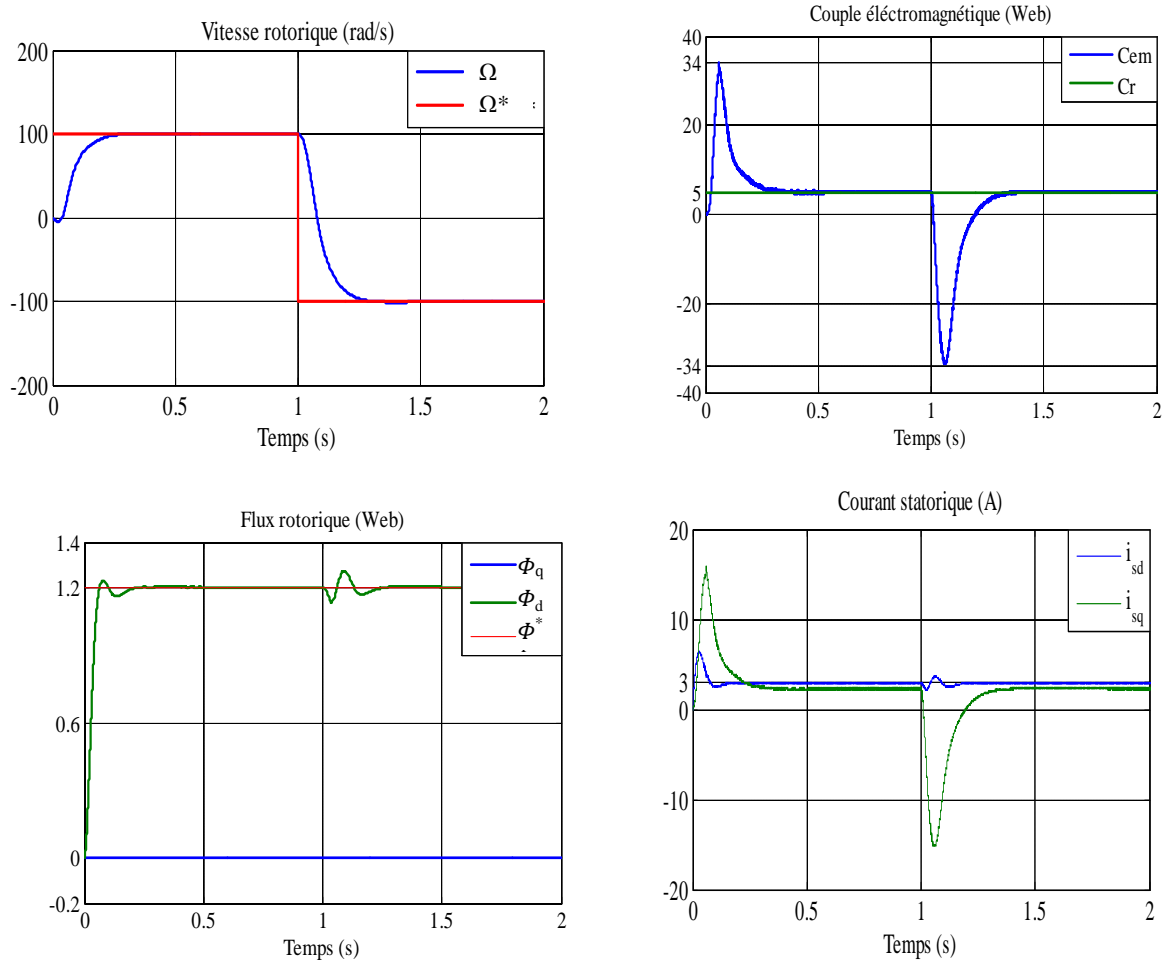 Vitesse rotorique (rad/s)
200
100
0
-100
-200
0
0.5
1
1.5
2
Temps (s)
Ω
Ω*
Couple éléctromagnétique (Web)
40
34
20
5
0
-20
-34
-40
0
0.5
1
1.5
2
Temps (s)
Cem
Cr
Flux rotorique (Web)
1.4
1.2
0.6
0
-0.2
0
0.5
1
1.5
2
Temps (s)
Φq
Φd
Φ*
Courant statorique (A)
20
10
3
0
-10
-20
0
0.5
1
1.5
2
Temps (s)
isd
isq